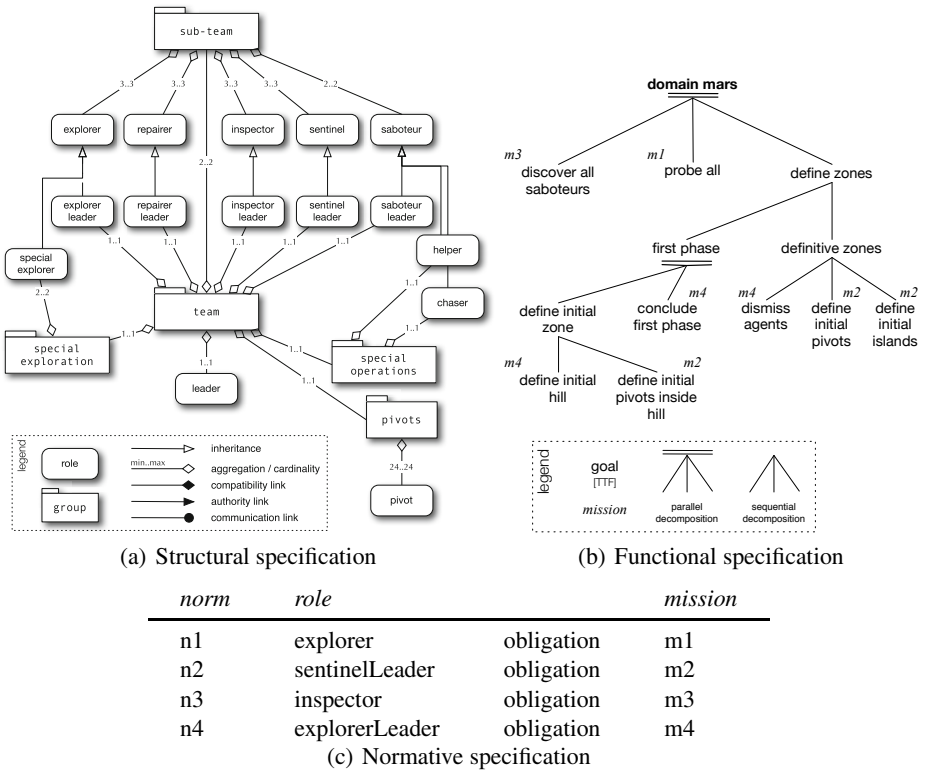 sub-team
3..3
3..3
3..3
3..3
2..2
explorer
repairer
inspector
sentinel
saboteur
2..2
explorer
leader
repairer
leader
inspector
leader
sentinel
leader
saboteur
leader
helper
special
explorer
1..1
1..1
1..1
1..1
1..1
1..1
chaser
2..2
team
1..1
1..1
1..1
1..1
1..1
special
exploration
special
operations
leader
pivots
24..24
pivot
legend
role
group
min..max
inheritance
aggregation / cardinality
compatibility link
authority link
communication link
(a) Structural specification
domain mars
m3
discover all
saboteurs
m1
probe all
define zones
first phase
definitive zones
define initial
zone
m4
conclude
first phase
m4
dismiss
agents
m2
define
initial
pivots
m2
define
initial
islands
m4
define initial
hill
m2
define initial
pivots inside
hill
legend
goal
[TTF]
mission
parallel
decomposition
sequential
decomposition
(b) Functional specification
norm role mission
n1 explorer obligation m1
n2 sentinelLeader obligation m2
n3 inspector obligation m3
n4 explorerLeader obligation m4
(c) Normative specification